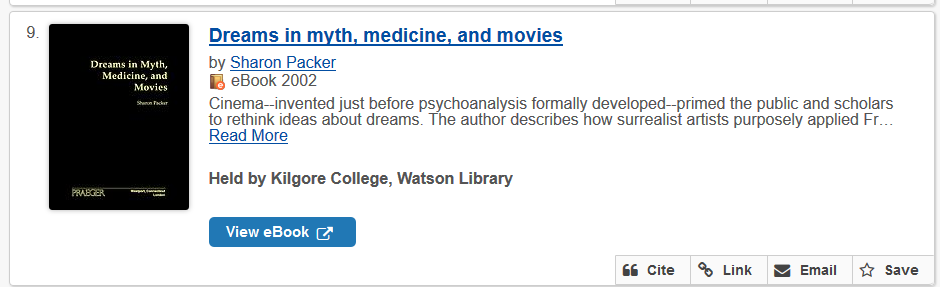 9.
Dreams in Myth,
Medicine, and
Movies
Sharon Packer
PRAEGER
Westport, Connecticut
London
Dreams in myth, medicine, and movies
by Sharon Packer
eBook 2002
Cinema--invented just before psychoanalysis formally developed--primed the public and scholars
to rethink ideas about dreams. The author describes how surrealist artists purposely applied Fr…
Read More
Held by Kilgore College, Watson Library
View eBook
Cite
Link
Email
Save